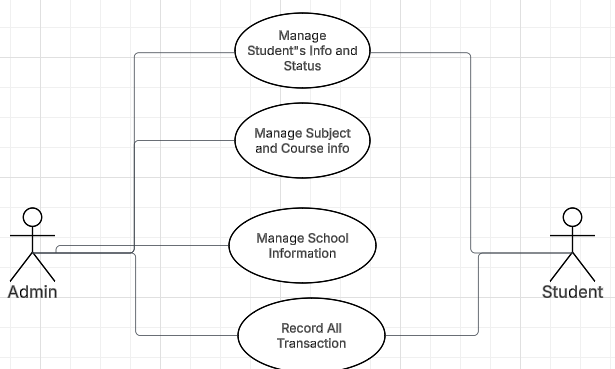 Manage
Student"s Info and
Status
Manage Subject
and Course info
Manage School
Information
Admin
Student
Record All
Transaction